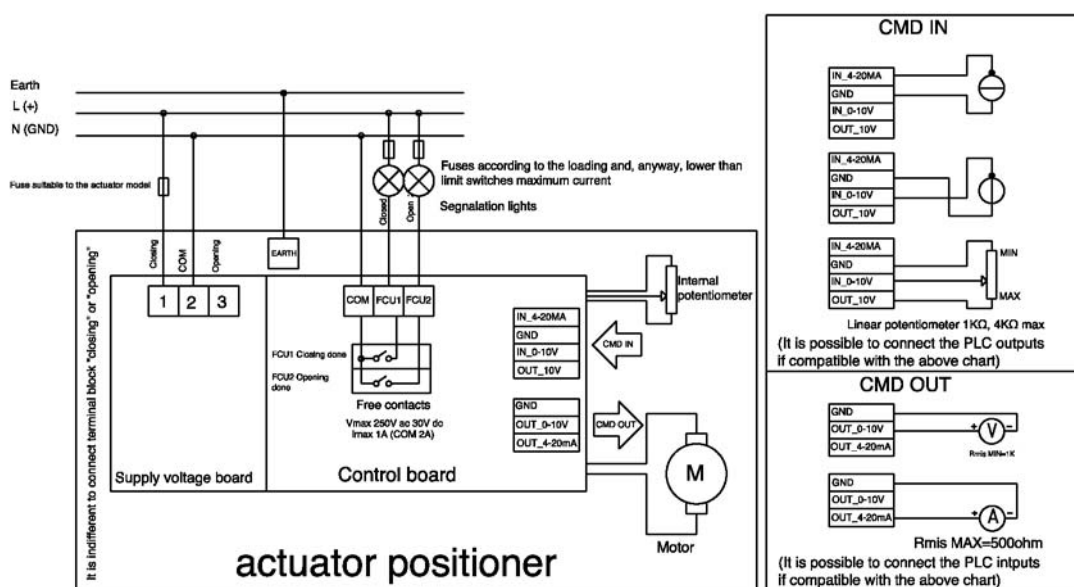 Earth
L (+)
N (GND)
Fuse suitable to the actuator model
Fuses according to the loading and, anyway, lower than
limit switches maximum current
Segnalation lights
Closed
Open
Closing
COM
Opening
EARTH
It is indifferent to connect terminal block "closing" or "opening"
1 2 3
COM FCU1 FCU2
FCU1 Closing done
FCU2 Opening
done
Free contacts
Vmax 250V ac 30V dc
Imax 1A (COM 2A)
Supply voltage board
Control board
IN_4-20MA
GND
IN_0-10V
OUT_10V
CMD IN
GND
OUT_0-10V
OUT_4-20mA
CMD OUT
Internal
potentiometer
M
Motor
actuator positioner
CMD IN
IN_4-20MA
GND
IN_0-10V
OUT_10V
IN_4-20MA
GND
IN_0-10V
OUT_10V
IN_4-20MA
GND
IN_0-10V
OUT_10V
MIN
MAX
Linear potentiometer 1KΩ, 4KΩ max
(It is possible to connect the PLC outputs
if compatible with the above chart)
CMD OUT
GND
OUT_0-10V
OUT_4-20mA
+ V -
Rmis MIN=1K
GND
OUT_0-10V
OUT_4-20mA
+ A -
Rmis MAX=500ohm
(It is possible to connect the PLC intputs
if compatible with the above chart)